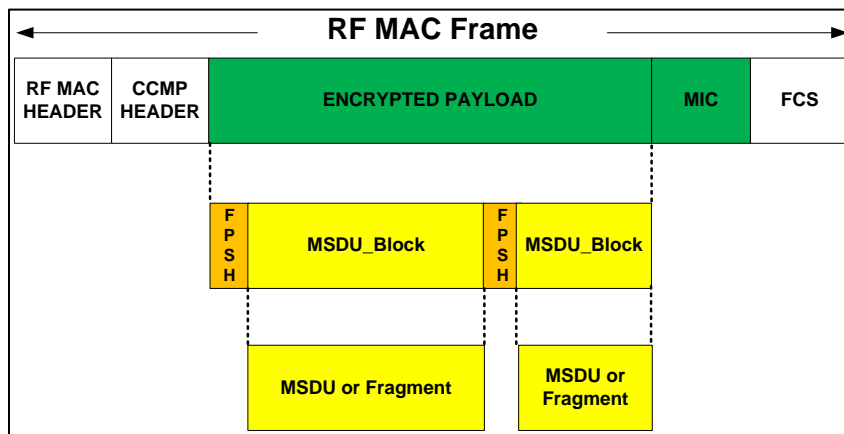 RF MAC Frame
RF MAC
HEADER
CCMP
HEADER
ENCRYPTED PAYLOAD
MIC
FCS
F
P
S
H
MSDU_Block
F
P
S
H
MSDU_Block
MSDU or Fragment
MSDU or
Fragment